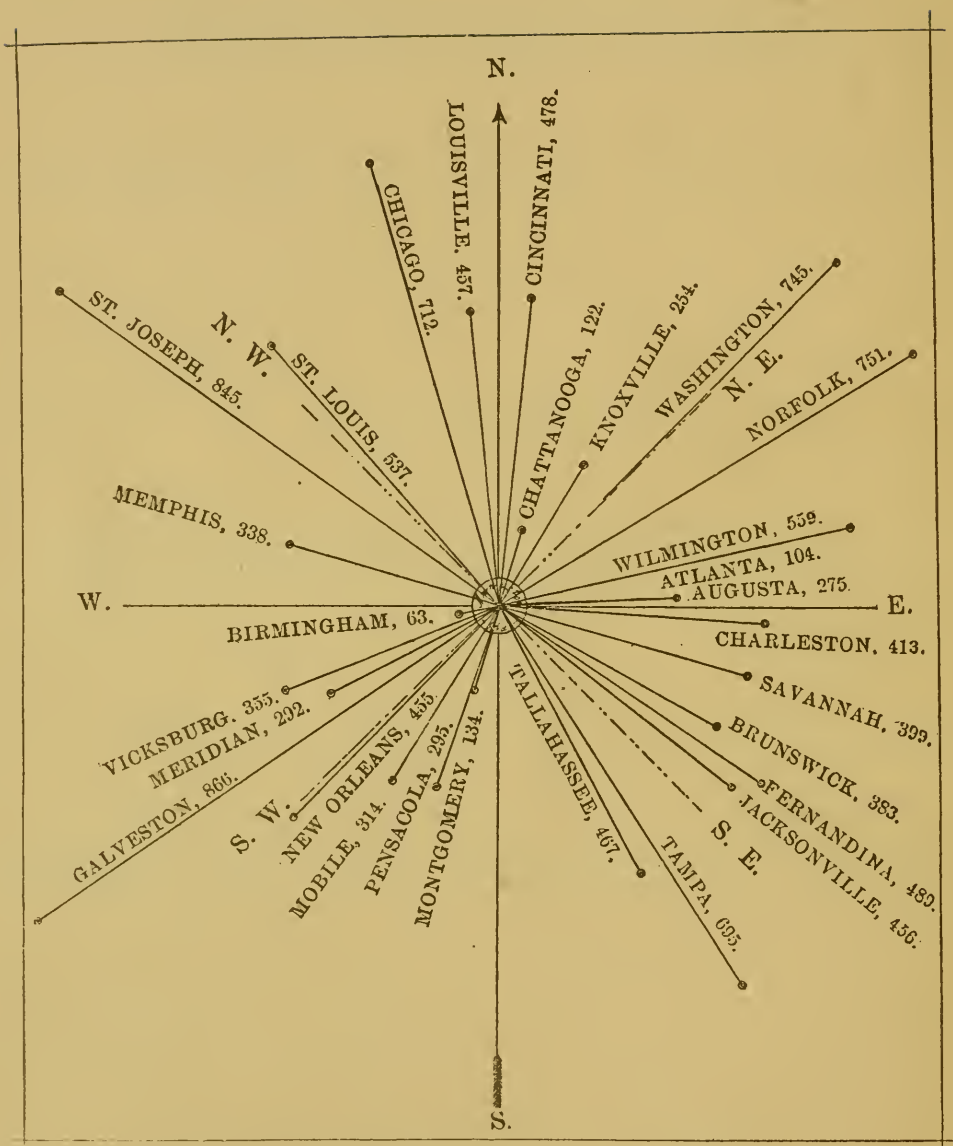 N.
LOUISVILLE. 457.
CINCINNATI, 478.
CHICAGO, 712.
ST. JOSEPH, 845.
N. W.
ST. LOUIS, 537.
CHATTANOOGA, 122.
KNOXVILLE, 254.
WASHINGTON, 745.
N. E.
NORFOLK, 751.
MEMPHIS, 338.
WILMINGTON, 559.
ATLANTA, 104.
AUGUSTA, 275.
W.
E.
BIRMINGHAM, 63.
CHARLESTON. 413.
SAVANNAH. 399.
VICKSBURG. 355.
MERIDIAN, 292.
GALVESTON, 866.
S. W.
NEW ORLEANS, 455
MOBILE, 314.
PENSACOLA, 295.
MONTGOMERY, 134.
TALLAHASSEE, 467.
TAMPA, 695.
S. E.
BRUNSWICK. 383.
FERNANDINA, 489.
JACKSONVILLE, 456.
S.